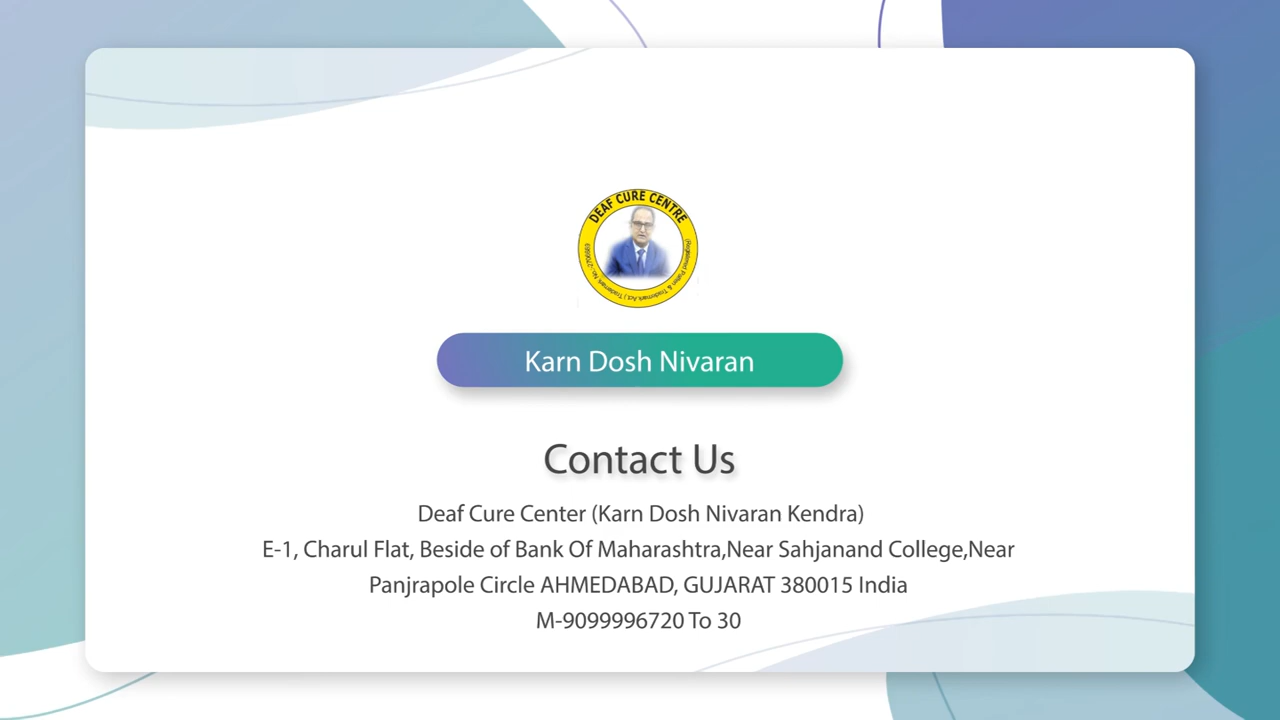 DEAF CURE CENTRE
Karn Dosh Nivaran
Contact Us
Deaf Cure Center (Karn Dosh Nivaran Kendra)
E-1, Charul Flat, Beside of Bank Of Maharashtra,Near Sahjanand College,Near
Panjrapole Circle AHMEDABAD, GUJARAT 380015 India
M-9099996720 To 30